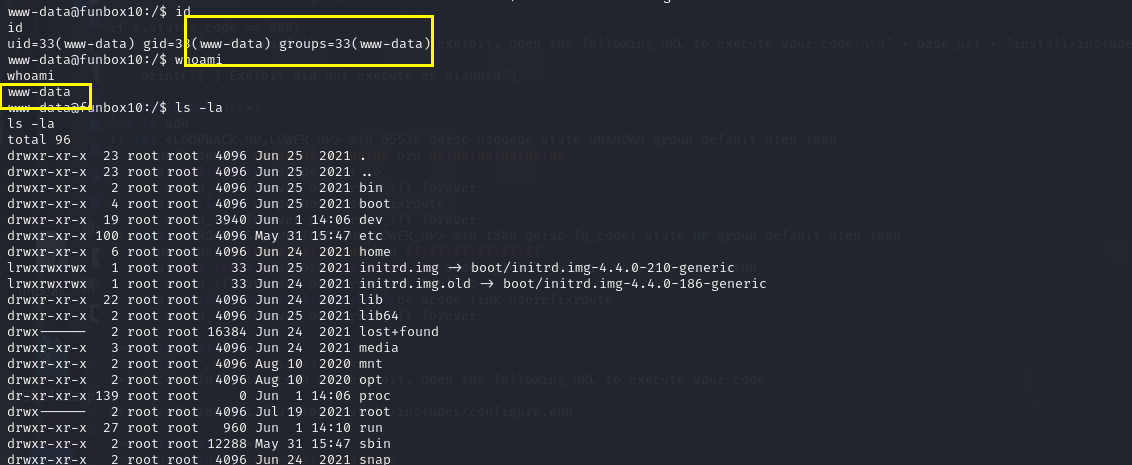 www-data@funbox10:/$ id
id
uid=33(www-data) gid=33(www-data) groups=33(www-data)
www-data@funbox10:/$ whoami
whoami
www-data
www-data@funbox10:/$ ls -la
ls -la
total 96
drwxr-xr-x  23 root root  4096 Jun 25  2021 .
drwxr-xr-x  23 root root  4096 Jun 25  2021 ..
drwxr-xr-x   2 root root  4096 Jun 25  2021 bin
drwxr-xr-x   4 root root  4096 Jun 25  2021 boot
drwxr-xr-x  19 root root  3940 Jun  1 14:06 dev
drwxr-xr-x 100 root root  4096 May 31 15:47 etc
drwxr-xr-x   6 root root  4096 Jun 24  2021 home
lrwxrwxrwx   1 root root    33 Jun 25  2021 initrd.img -> boot/initrd.img-4.4.0-210-generic
lrwxrwxrwx   1 root root    33 Jun 24  2021 initrd.img.old -> boot/initrd.img-4.4.0-186-generic
drwxr-xr-x  22 root root  4096 Jun 24  2021 lib
drwxr-xr-x   2 root root  4096 Jun 25  2021 lib64
drwx------   2 root root 16384 Jun 24  2021 lost+found
drwxr-xr-x   3 root root  4096 Jun 24  2021 media
drwxr-xr-x   2 root root  4096 Aug 10  2020 mnt
drwxr-xr-x   2 root root  4096 Aug 10  2020 opt
dr-xr-xr-x 139 root root     0 Jun  1 14:06 proc
drwx------   2 root root  4096 Jul 19  2021 root
drwxr-xr-x  27 root root   960 Jun  1 14:10 run
drwxr-xr-x   2 root root 12288 May 31 15:47 sbin
drwxr-xr-x   2 root root  4096 Jun 24  2021 snap